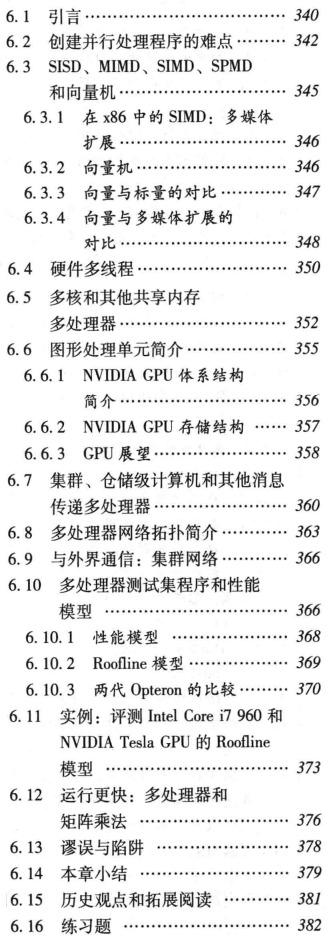 6.1 引言……………………………… 340
6.2 创建并行处理程序的难点………… 342
6.3 SISD、MIMD、SIMD、SPMD
和向量机………………………… 345
6.3.1 在 x86 中的 SIMD：多媒体
扩展…………………………… 346
6.3.2 向量机………………………… 346
6.3.3 向量与标量的对比………… 347
6.3.4 向量与多媒体扩展的
对比…………………………… 348
6.4 硬件多线程………………………… 350
6.5 多核和其他共享内存
多处理器………………………… 352
6.6 图形处理单元简介………………… 355
6.6.1 NVIDIA GPU 体系结构
简介…………………………… 356
6.6.2 NVIDIA GPU 存储结构 …… 357
6.6.3 GPU 展望…………………… 358
6.7 集群、仓储级计算机和其他消息
传递多处理器…………………… 360
6.8 多处理器网络拓扑简介…………… 363
6.9 与外界通信：集群网络…………… 366
6.10 多处理器测试集程序和性能
模型 ……………………………… 366
6.10.1 性能模型 ………………… 368
6.10.2 Roofline 模型……………… 369
6.10.3 两代 Opteron 的比较……… 370
6.11 实例：评测 Intel Core i7 960 和
NVIDIA Tesla GPU 的 Roofline
模型 ……………………………… 373
6.12 运行更快：多处理器和
矩阵乘法 ………………………… 376
6.13 谬误与陷阱 ……………………… 378
6.14 本章小结 ………………………… 379
6.15 历史观点和拓展阅读 …………… 381
6.16 练习题 …………………………… 382